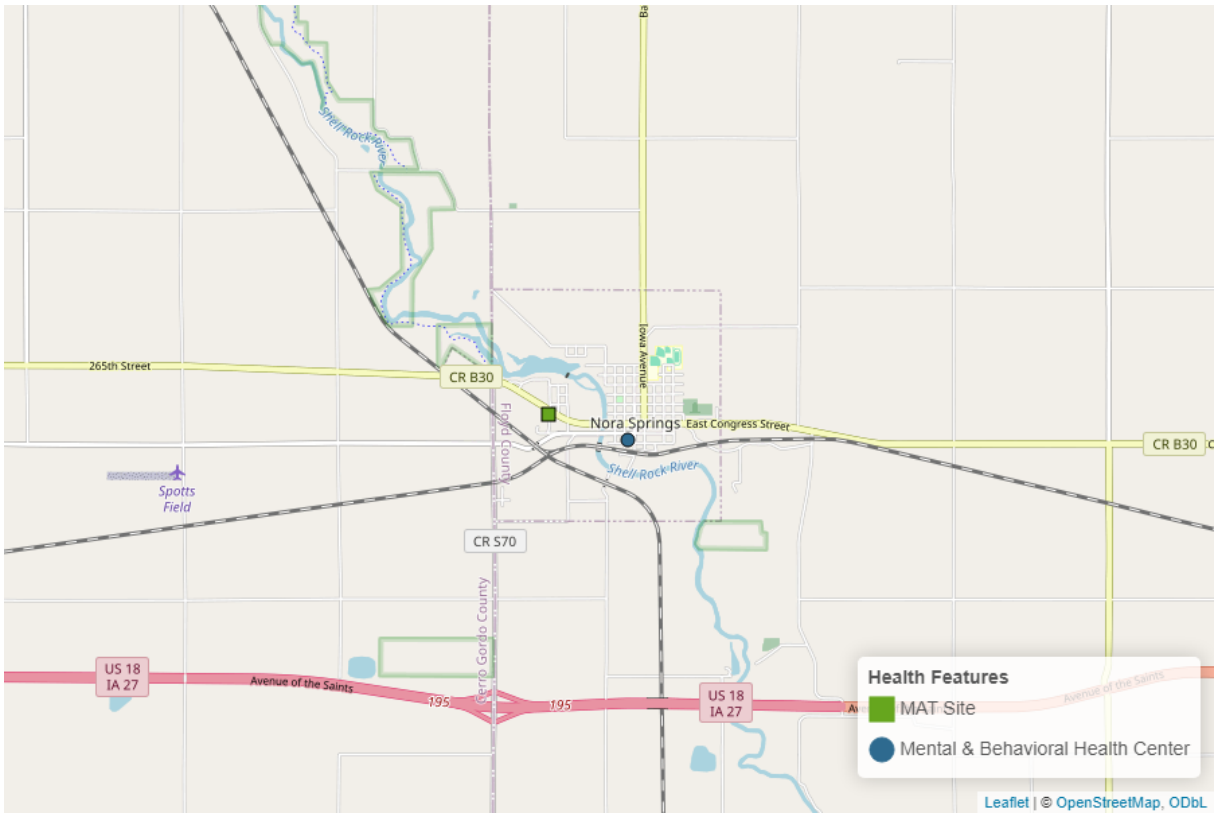 Be
Shell Rock River
265th Street
Iowa Avenue
CR B30
Floyd County
Nora Springs
East Congress Street
CR B30
Spotts
Field
Shell Rock River
CR S70
Cerro Gordo County
US 18
IA 27
Avenue of the Saints
195
195
US 18
IA 27
Avenue of the Saints
Health Features
MAT Site
Mental & Behavioral Health Center
Leaflet | © OpenStreetMap, ODbL